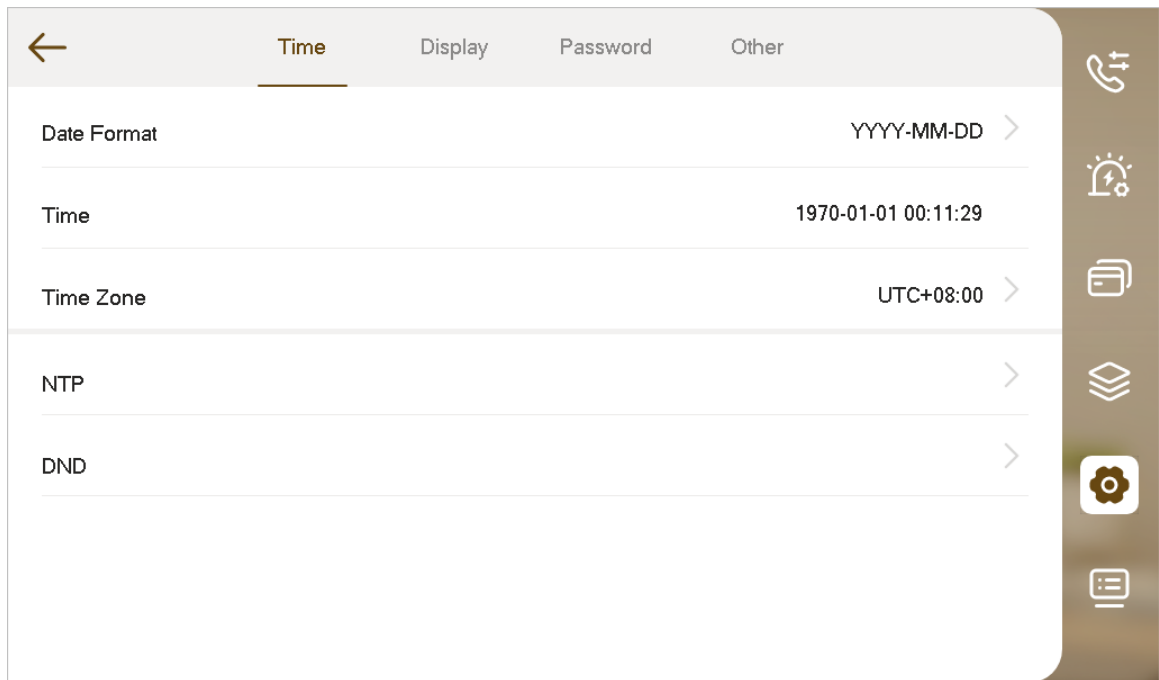 Time Display Password Other
Date Format YYYY-MM-DD
Time 1970-01-01 00:11:29
Time Zone UTC+08:00
NTP
DND